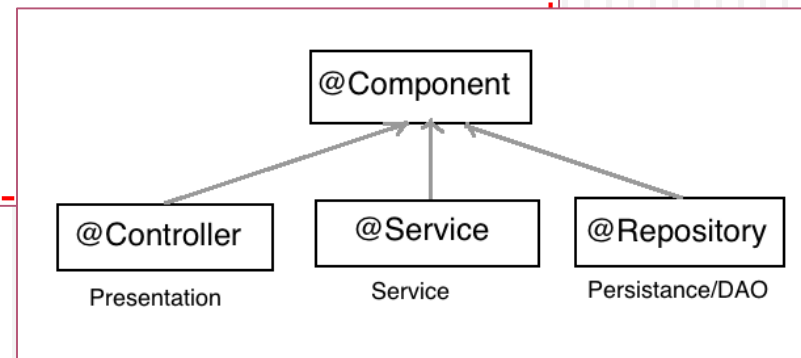 @Component
@Controller
@Service
@Repository
Presentation
Service
Persistance/DAO